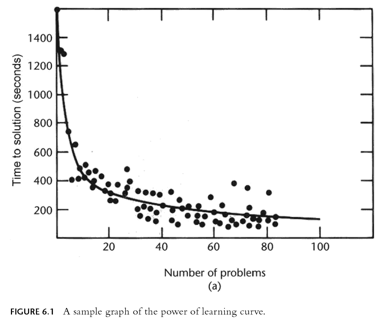 1400
1200
1000
800
600
400
200
Time to solution (seconds)
20 40 60 80 100
Number of problems
(a)
FIGURE 6.1 A sample graph of the power of learning curve.